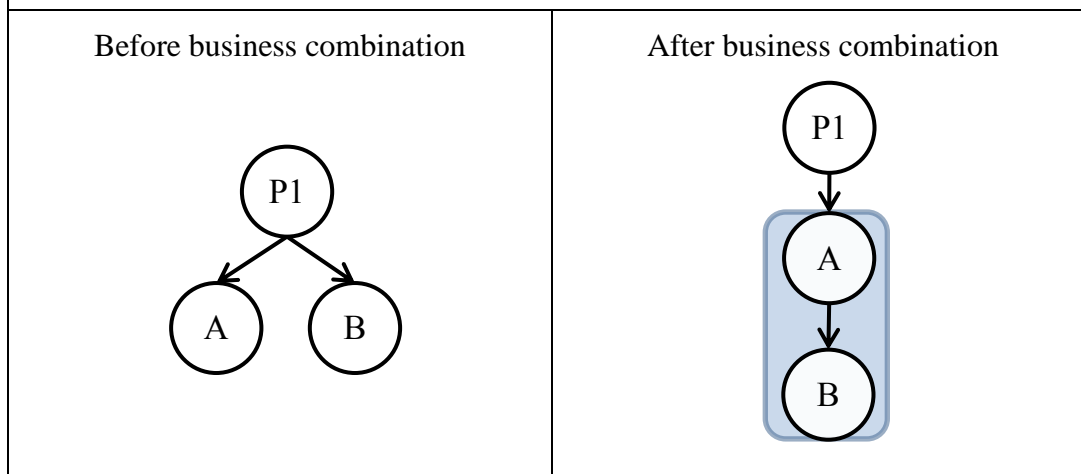 Before business combination
P1
A
B
After business combination
P1
A
B